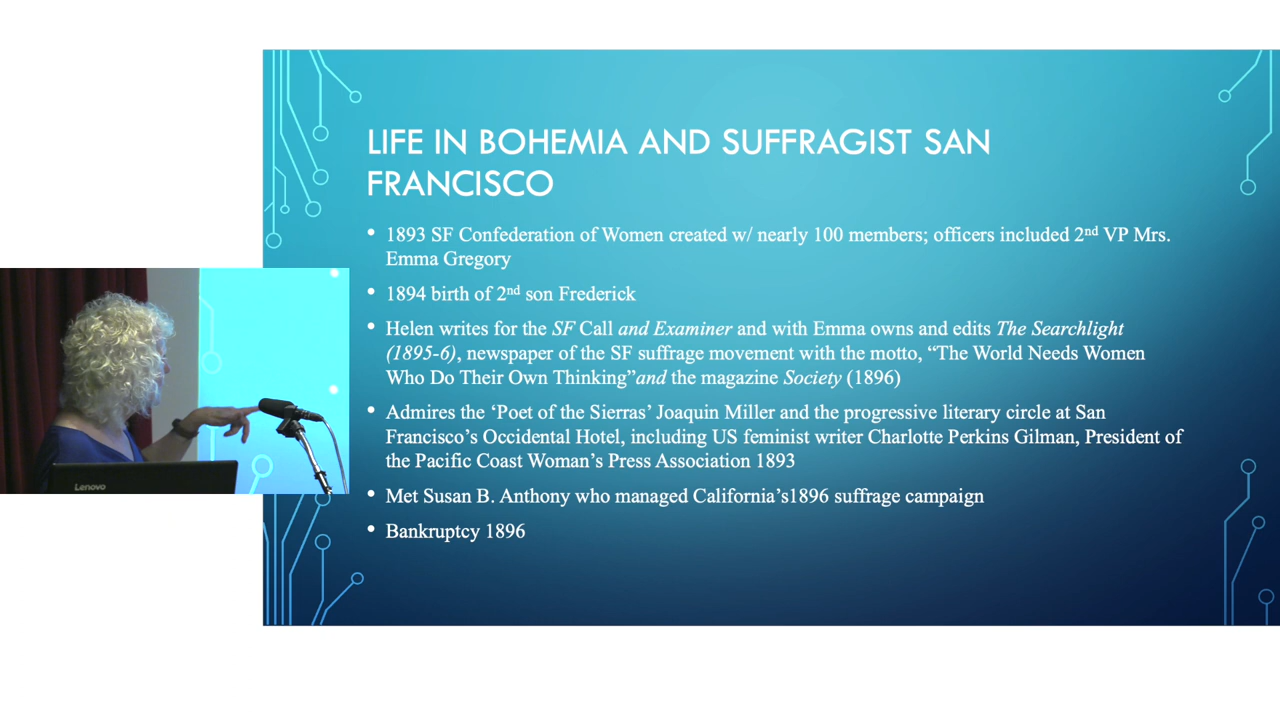 LIFE IN BOHEMIA AND SUFFRAGIST SAN
FRANCISCO
• 1893 SF Confederation of Women created w/ nearly 100 members; officers included 2nd VP Mrs.
Emma Gregory
• 1894 birth of 2nd son Frederick
• Helen writes for the SF Call and Examiner and with Emma owns and edits The Searchlight
(1895-6), newspaper of the SF suffrage movement with the motto, “The World Needs Women
Who Do Their Own Thinking”and the magazine Society (1896)
• Admires the ‘Poet of the Sierras’ Joaquin Miller and the progressive literary circle at San
Francisco’s Occidental Hotel, including US feminist writer Charlotte Perkins Gilman, President of
the Pacific Coast Woman’s Press Association 1893
• Met Susan B. Anthony who managed California’s1896 suffrage campaign
• Bankruptcy 1896
Lenovo